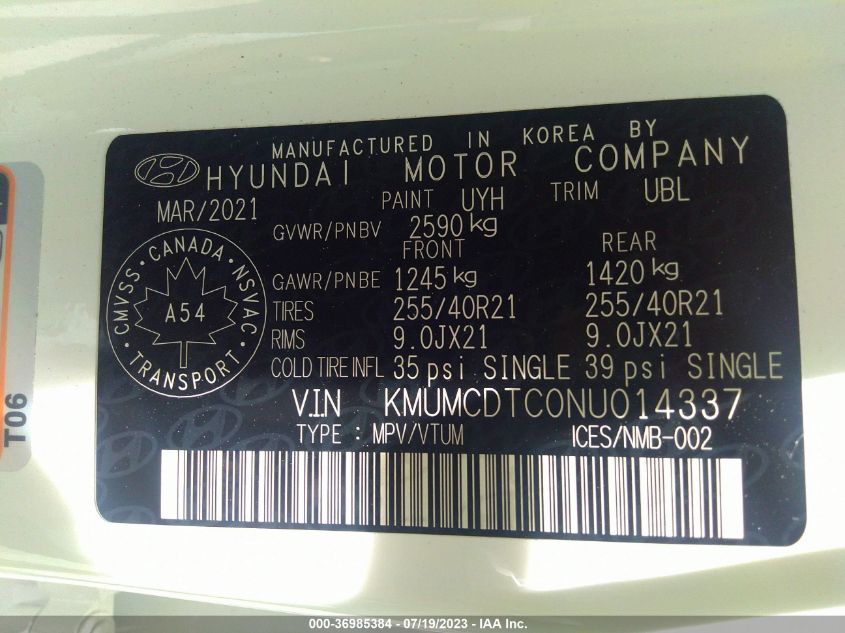 MANUFACTURED IN KOREA BY
HYUNDAI MOTOR COMPANY
MAR/2021 PAINT UYH TRIM UBL
GVWR/PNBV 2590 kg
FRONT REAR
GAWR/PNBE 1245 kg 1420 kg
TIRES 255/40R21 255/40R21
RIMS 9.0JX21 9.0JX21
COLD TIRE INFL 35 psi SINGLE 39 psi SINGLE
V.I.N KMUMCDTC0NU014337
TYPE : MPV/VTUM ICES/NMB-002
CMVSS · CANADA · NSVAC · TRANSPORT ·
A54
T06
000-36985384 - 07/19/2023 - IAA Inc.